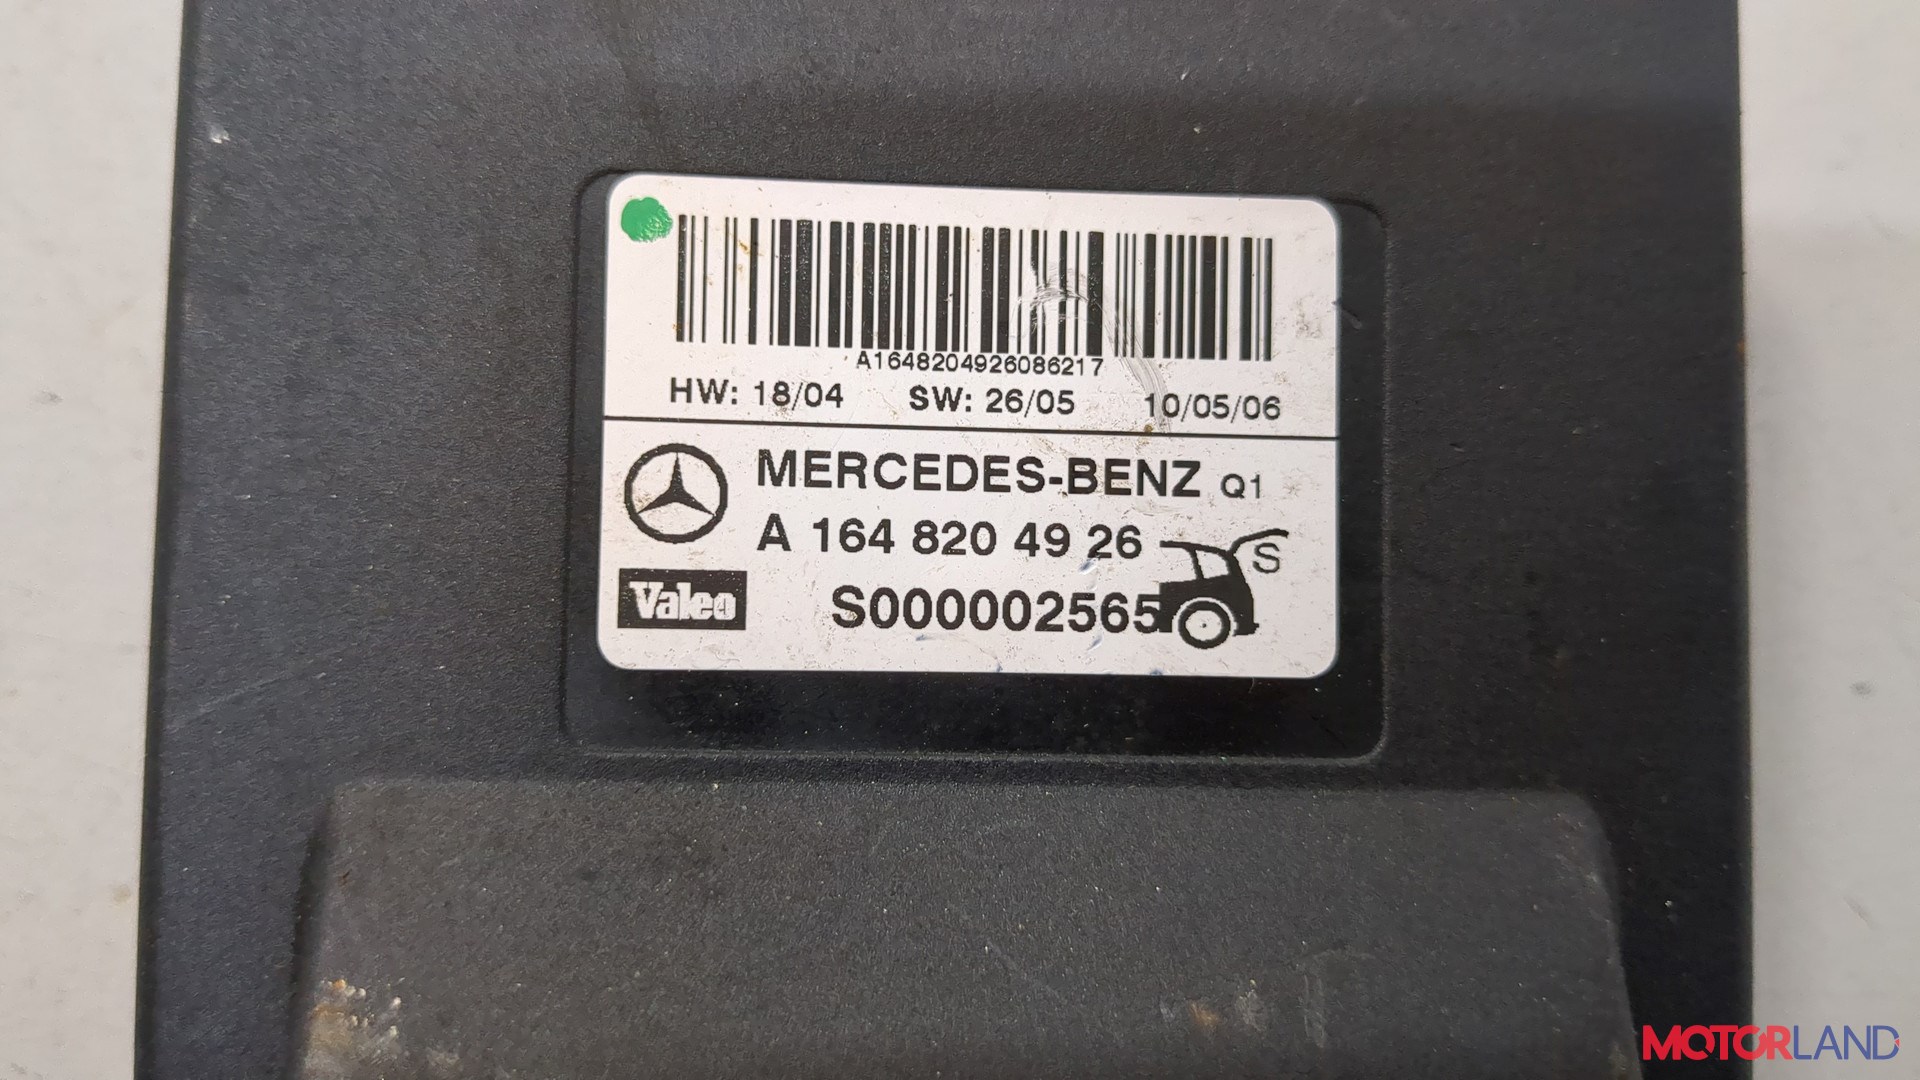 A1648204926086217
HW: 18/04 SW: 26/05 10/05/06
MERCEDES-BENZ Q1
A 164 820 49 26
S
Valeo S000002565
MOTORLAND